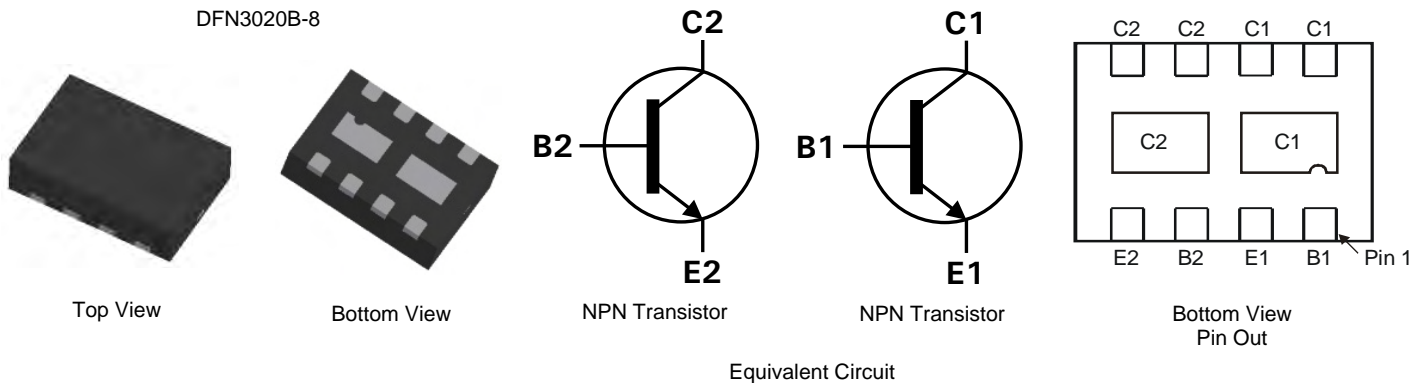 DFN3020B-8
Top View
Bottom View
C2
B2
E2
NPN Transistor
C1
B1
E1
NPN Transistor
Equivalent Circuit
C2 C2 C1 C1
C2 C1
E2 B2 E1 B1 Pin 1
Bottom View
Pin Out